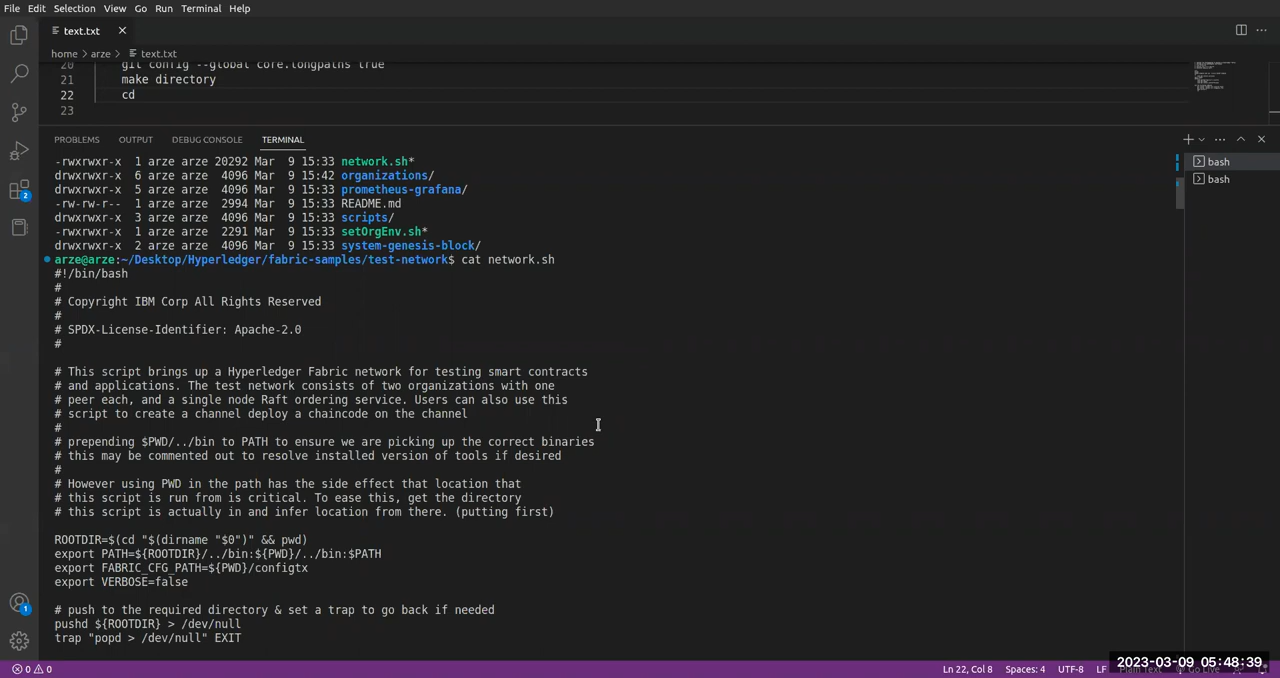 File Edit Selection View Go Run Terminal Help
text.txt
home > arze > text.txt
20 git config --global core.longpaths true
21 make directory
22 cd
23
PROBLEMS OUTPUT DEBUG CONSOLE TERMINAL
-rwxrwxr-x 1 arze arze 20292 Mar 9 15:33 network.sh*
drwxrwxr-x 6 arze arze 4096 Mar 9 15:42 organizations/
drwxrwxr-x 5 arze arze 4096 Mar 9 15:33 prometheus-grafana/
-rw-rw-r-- 1 arze arze 2994 Mar 9 15:33 README.md
drwxrwxr-x 3 arze arze 4096 Mar 9 15:33 scripts/
-rwxrwxr-x 1 arze arze 2291 Mar 9 15:33 setOrgEnv.sh*
drwxrwxr-x 2 arze arze 4096 Mar 9 15:33 system-genesis-block/
arze@arze:~/Desktop/Hyperledger/fabric-samples/test-network$ cat network.sh
#!/bin/bash
#
# Copyright IBM Corp All Rights Reserved
#
# SPDX-License-Identifier: Apache-2.0
#
# This script brings up a Hyperledger Fabric network for testing smart contracts
# and applications. The test network consists of two organizations with one
# peer each, and a single node Raft ordering service. Users can also use this
# script to create a channel deploy a chaincode on the channel
#
# prepending $PWD/../bin to PATH to ensure we are picking up the correct binaries
# this may be commented out to resolve installed version of tools if desired
#
# However using PWD in the path has the side effect that location that
# this script is run from is critical. To ease this, get the directory
# this script is actually in and infer location from there. (putting first)
ROOTDIR=$(cd "$(dirname "$0")" && pwd)
export PATH=${ROOTDIR}/../bin:${PWD}/../bin:$PATH
export FABRIC_CFG_PATH=${PWD}/configtx
export VERBOSE=false
# push to the required directory & set a trap to go back if needed
pushd ${ROOTDIR} > /dev/null
trap "popd > /dev/null" EXIT
bash
bash
2
1
0 0
Ln 22, Col 8 Spaces: 4 UTF-8 LF Plain Text Go Live
2023-03-09 05:48:39